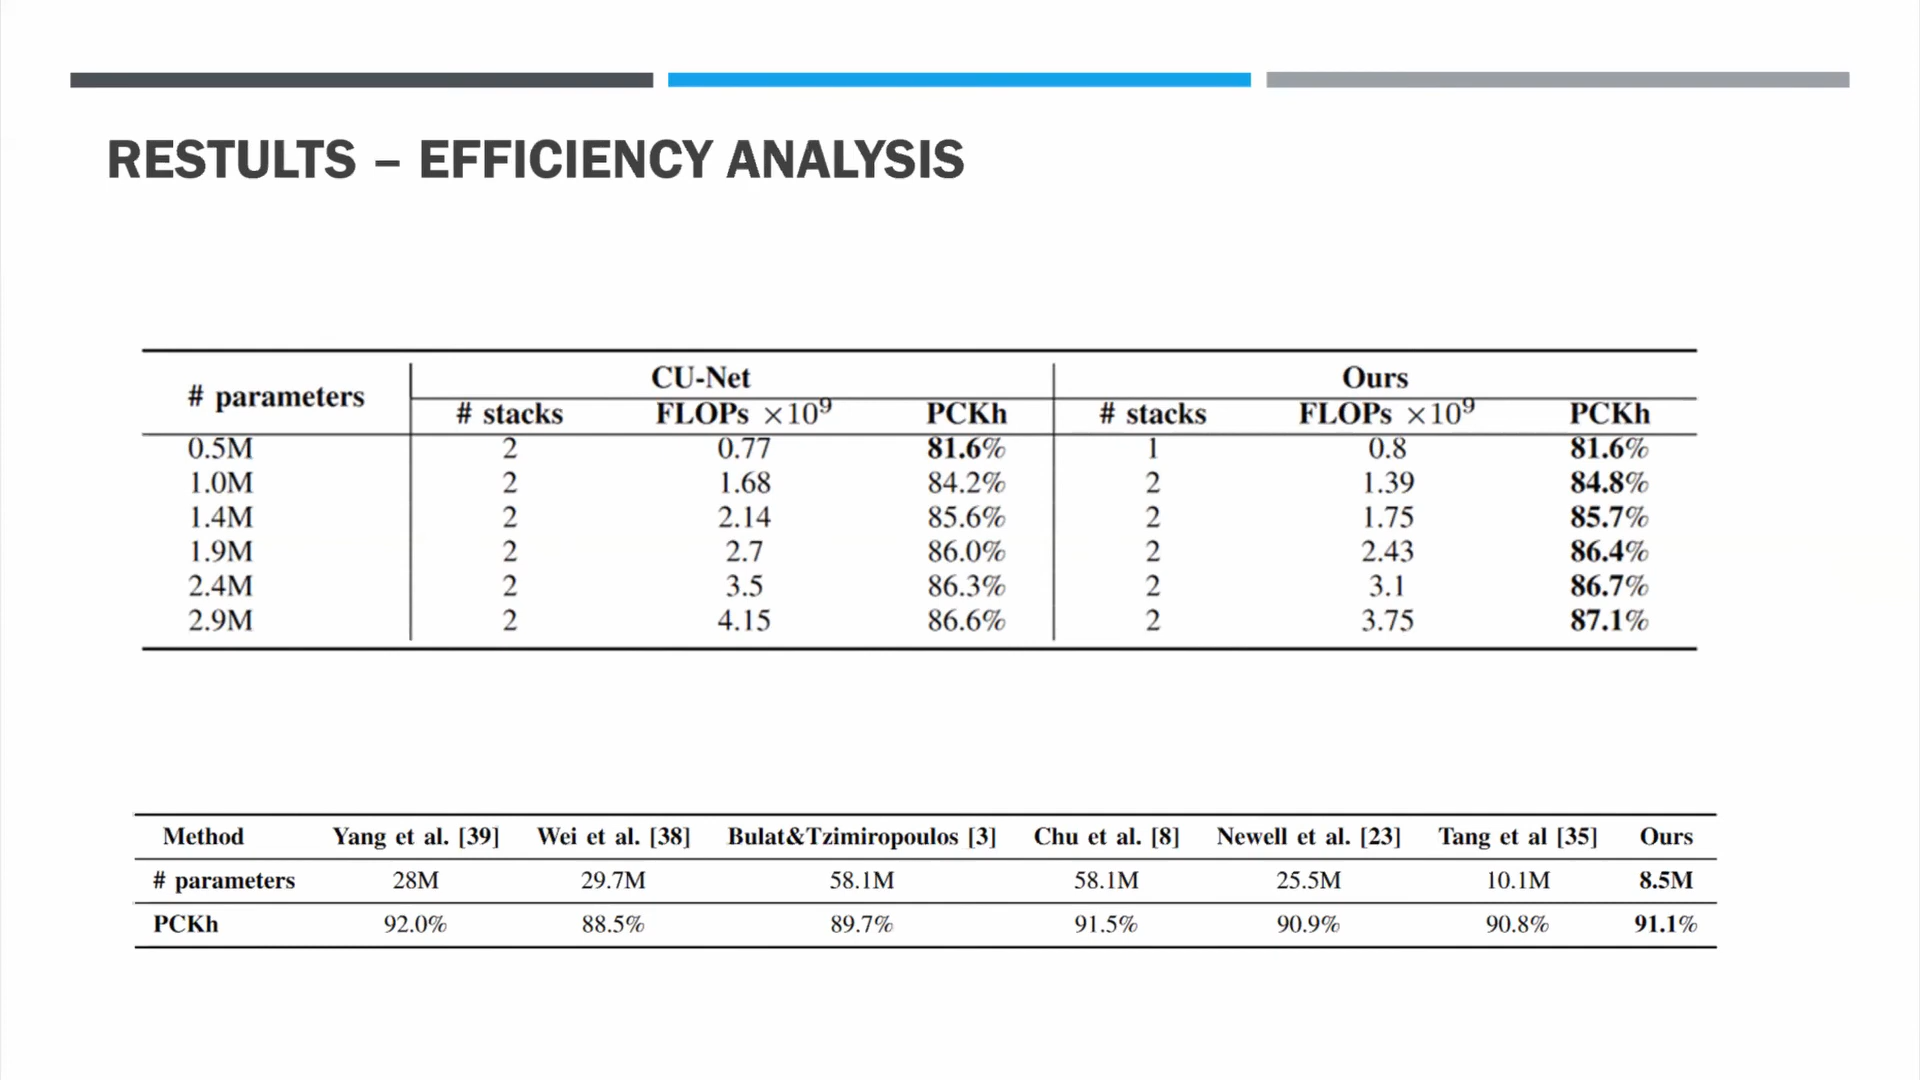 RESTULTS – EFFICIENCY ANALYSIS
# parameters CU-Net Ours
# stacks FLOPs ×10⁹ PCKh # stacks FLOPs ×10⁹ PCKh
0.5M 2 0.77 81.6% 1 0.8 81.6%
1.0M 2 1.68 84.2% 2 1.39 84.8%
1.4M 2 2.14 85.6% 2 1.75 85.7%
1.9M 2 2.7 86.0% 2 2.43 86.4%
2.4M 2 3.5 86.3% 2 3.1 86.7%
2.9M 2 4.15 86.6% 2 3.75 87.1%
Method Yang et al. [39] Wei et al. [38] Bulat&Tzimiropoulos [3] Chu et al. [8] Newell et al. [23] Tang et al [35] Ours
# parameters 28M 29.7M 58.1M 58.1M 25.5M 10.1M 8.5M
PCKh 92.0% 88.5% 89.7% 91.5% 90.9% 90.8% 91.1%